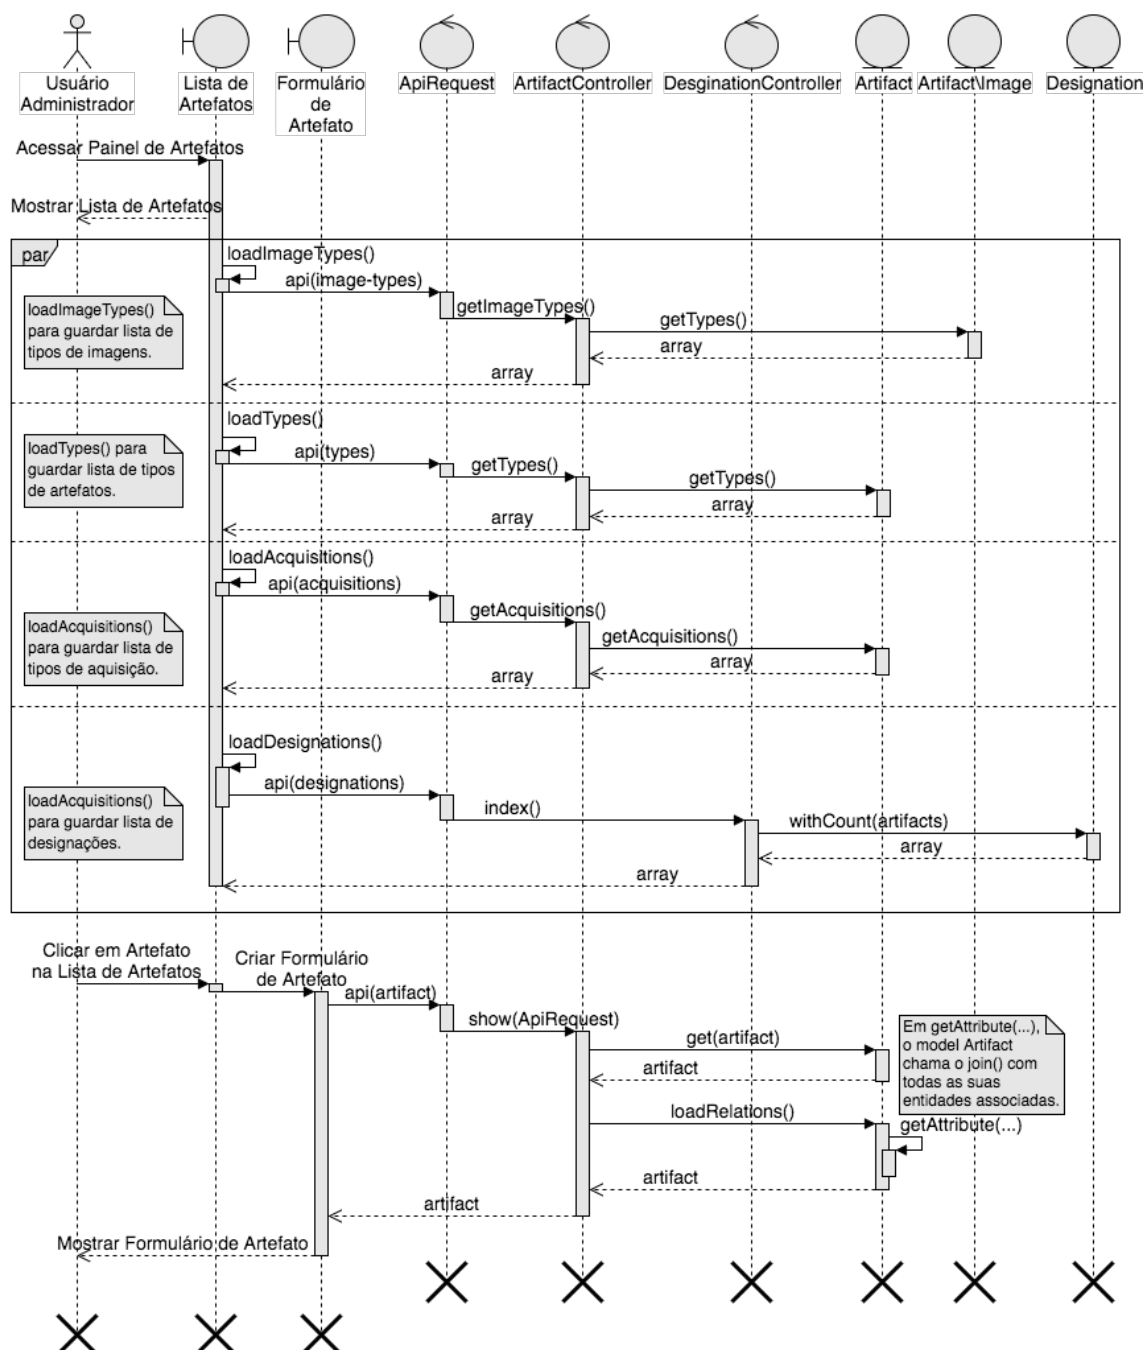 Usuário
Administrador
Lista de
Artefatos
Formulário
de
Artefato
ApiRequest
ArtifactController
DesginationController
Artifact
Artifact\Image
Designation
Acessar Painel de Artefatos
Mostrar Lista de Artefatos
par
loadImageTypes()
api(image-types)
loadImageTypes()
para guardar lista de
tipos de imagens.
getImageTypes()
getTypes()
array
array
loadTypes()
loadTypes() para
guardar lista de tipos
de artefatos.
api(types)
getTypes()
getTypes()
array
array
loadAcquisitions()
api(acquisitions)
loadAcquisitions()
para guardar lista de
tipos de aquisição.
getAcquisitions()
getAcquisitions()
array
array
loadDesignations()
api(designations)
loadAcquisitions()
para guardar lista de
designações.
index()
withCount(artifacts)
array
array
Clicar em Artefato
na Lista de Artefatos
Criar Formulário
de Artefato
api(artifact)
show(ApiRequest)
get(artifact)
artifact
Em getAttribute(...),
o model Artifact
chama o join() com
todas as suas
entidades associadas.
loadRelations()
getAttribute(...)
artifact
artifact
Mostrar Formulário de Artefato